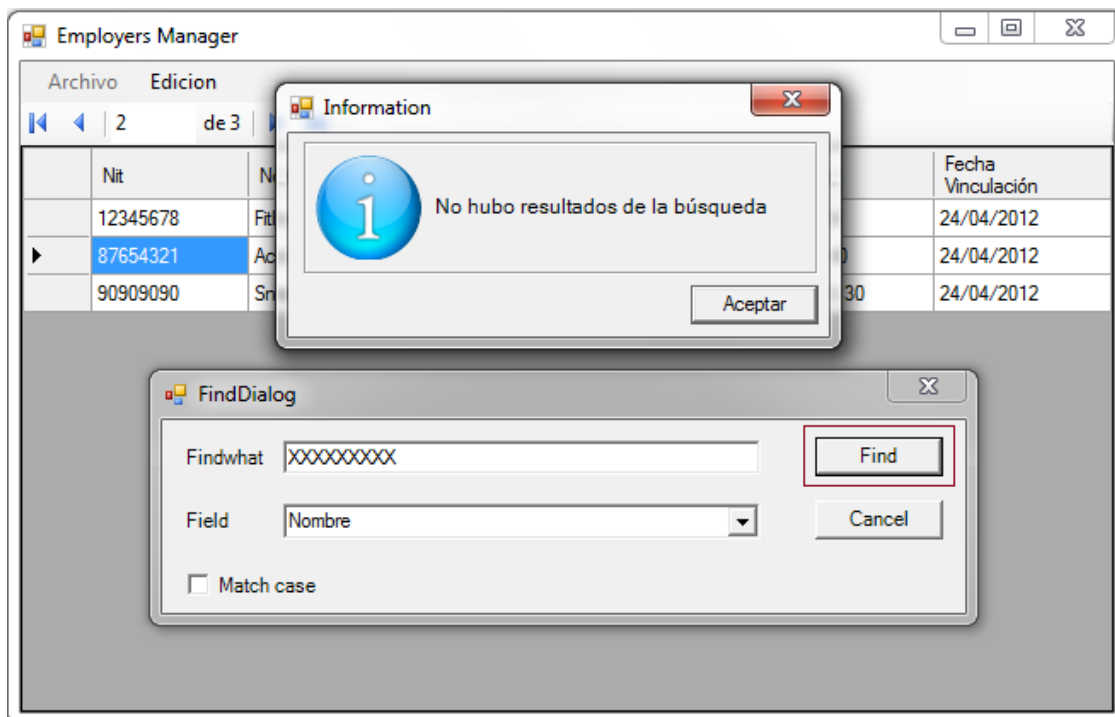 Employers Manager
Archivo Edicion
2 de 3
Information
No hubo resultados de la búsqueda
Aceptar
Nit Fecha Vinculación
12345678 24/04/2012
87654321 24/04/2012
90909090 30 24/04/2012
FindDialog
Findwhat XXXXXXXXX Find
Field Nombre Cancel
Match case